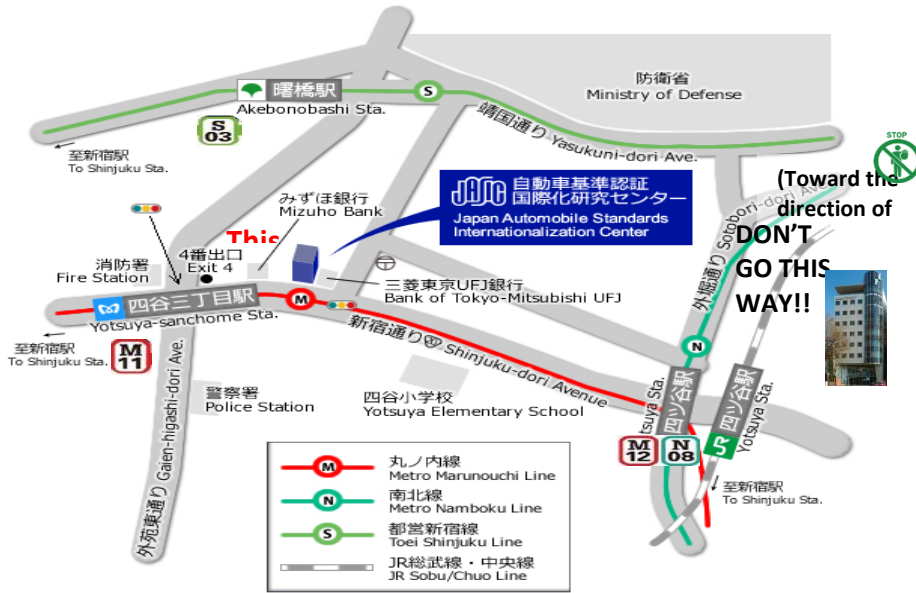 防衛省
Ministry of Defense
曙橋駅
Akebonobashi Sta.
S
S
03
靖国通り Yasukuni-dori Ave.
至新宿駅
To Shinjuku Sta.
STOP
(Toward the
direction of
DON'T
GO THIS
WAY!!
外堀通り Sotobori-dori Ave
JASIC
自動車基準認証
国際化研究センター
Japan Automobile Standards
Internationalization Center
みずほ銀行
Mizuho Bank
This
4番出口
Exit 4
消防署
Fire Station
三菱東京UFJ銀行
Bank of Tokyo-Mitsubishi UFJ
四谷三丁目駅
Yotsuya-sanchome Sta.
M
至新宿駅
To Shinjuku Sta.
M
11
新宿通り 20 Shinjuku-dori Avenue
外苑東通り Gaien-higashi-dori Ave.
警察署
Police Station
四谷小学校
Yotsuya Elementary School
N
四ツ谷駅
Yotsuya Sta.
四ツ谷駅
Yotsuya Sta.
M
12
N
08
JR
至新宿駅
To Shinjuku Sta.
M
丸ノ内線
Metro Marunouchi Line
N
南北線
Metro Namboku Line
S
都営新宿線
Toei Shinjuku Line
JR総武線・中央線
JR Sobu/Chuo Line